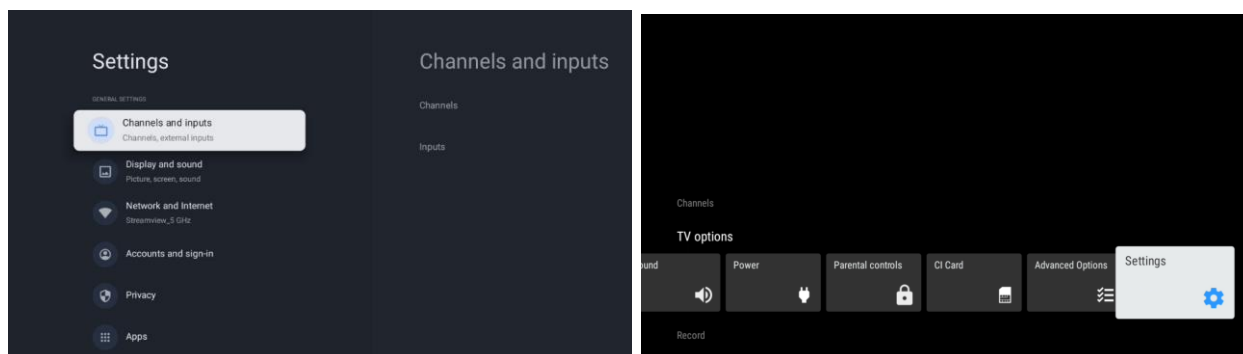 Settings
GENERAL SETTINGS
Channels and inputs
Channels, external inputs
Display and sound
Picture, screen, sound
Network and Internet
Streamview_5 GHz
Accounts and sign-in
Privacy
Apps
Channels and inputs
Channels
Inputs
Channels
TV options
ound
Power
Parental controls
CI Card
Advanced Options
Settings
Record